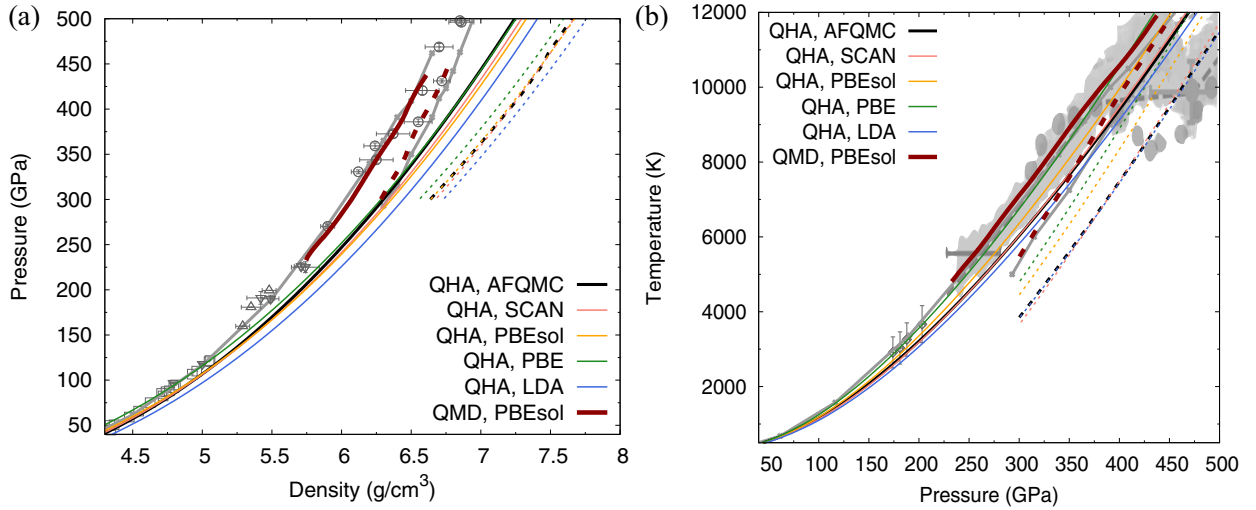 (a)
Pressure (GPa)
500
450
400
350
300
250
200
150
100
50
QHA, AFQMC
QHA, SCAN
QHA, PBEsol
QHA, PBE
QHA, LDA
QMD, PBEsol
4.5 5 5.5 6 6.5 7 7.5 8
Density (g/cm³)
(b)
Temperature (K)
12000
10000
8000
6000
4000
2000
QHA, AFQMC
QHA, SCAN
QHA, PBEsol
QHA, PBE
QHA, LDA
QMD, PBEsol
50 100 150 200 250 300 350 400 450 500
Pressure (GPa)